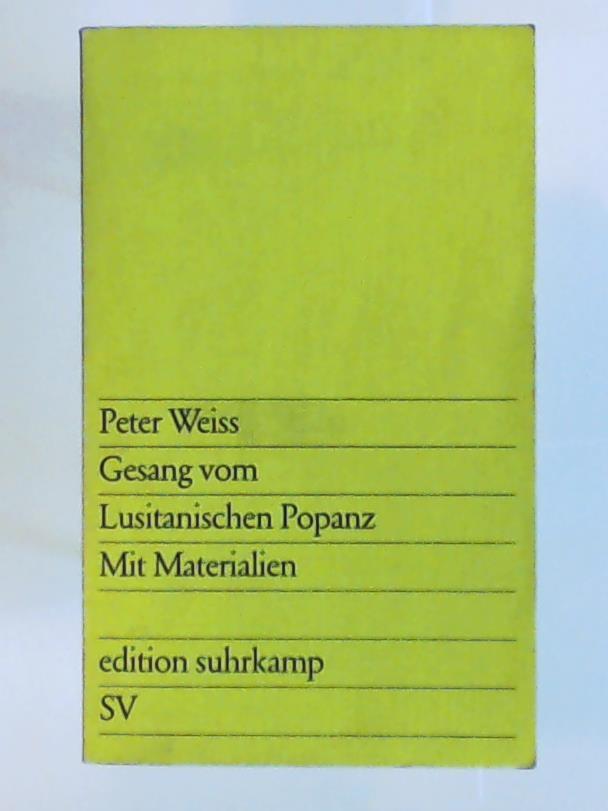 Peter Weiss
Gesang vom
Lusitanischen Popanz
Mit Materialien
edition suhrkamp
SV